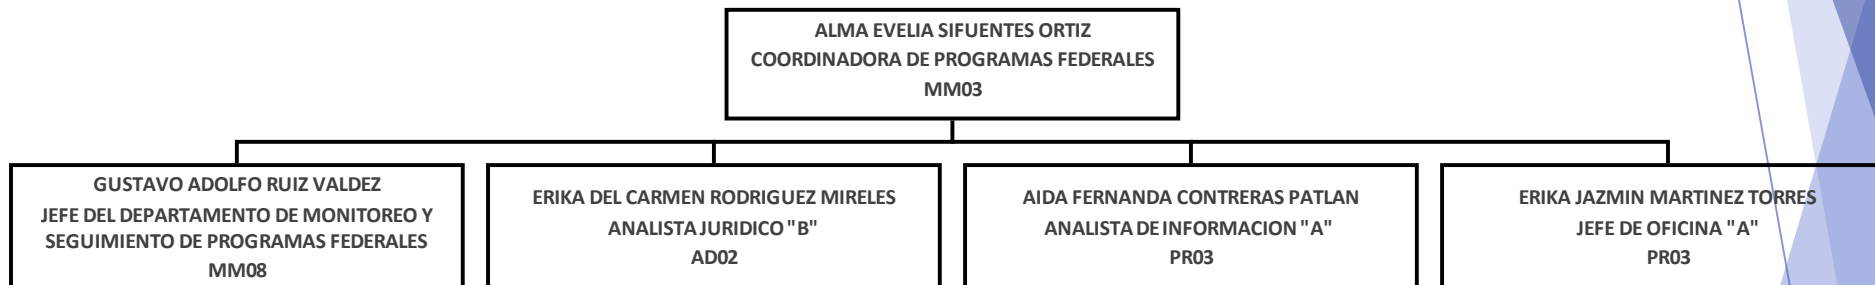 ALMA EVELIA SIFUENTES ORTIZ
COORDINADORA DE PROGRAMAS FEDERALES
MM03
GUSTAVO ADOLFO RUIZ VALDEZ
JEFE DEL DEPARTAMENTO DE MONITOREO Y
SEGUIMIENTO DE PROGRAMAS FEDERALES
MM08
ERIKA DEL CARMEN RODRIGUEZ MIRELES
ANALISTA JURIDICO "B"
AD02
AIDA FERNANDA CONTRERAS PATLAN
ANALISTA DE INFORMACION "A"
PR03
ERIKA JAZMIN MARTINEZ TORRES
JEFE DE OFICINA "A"
PR03